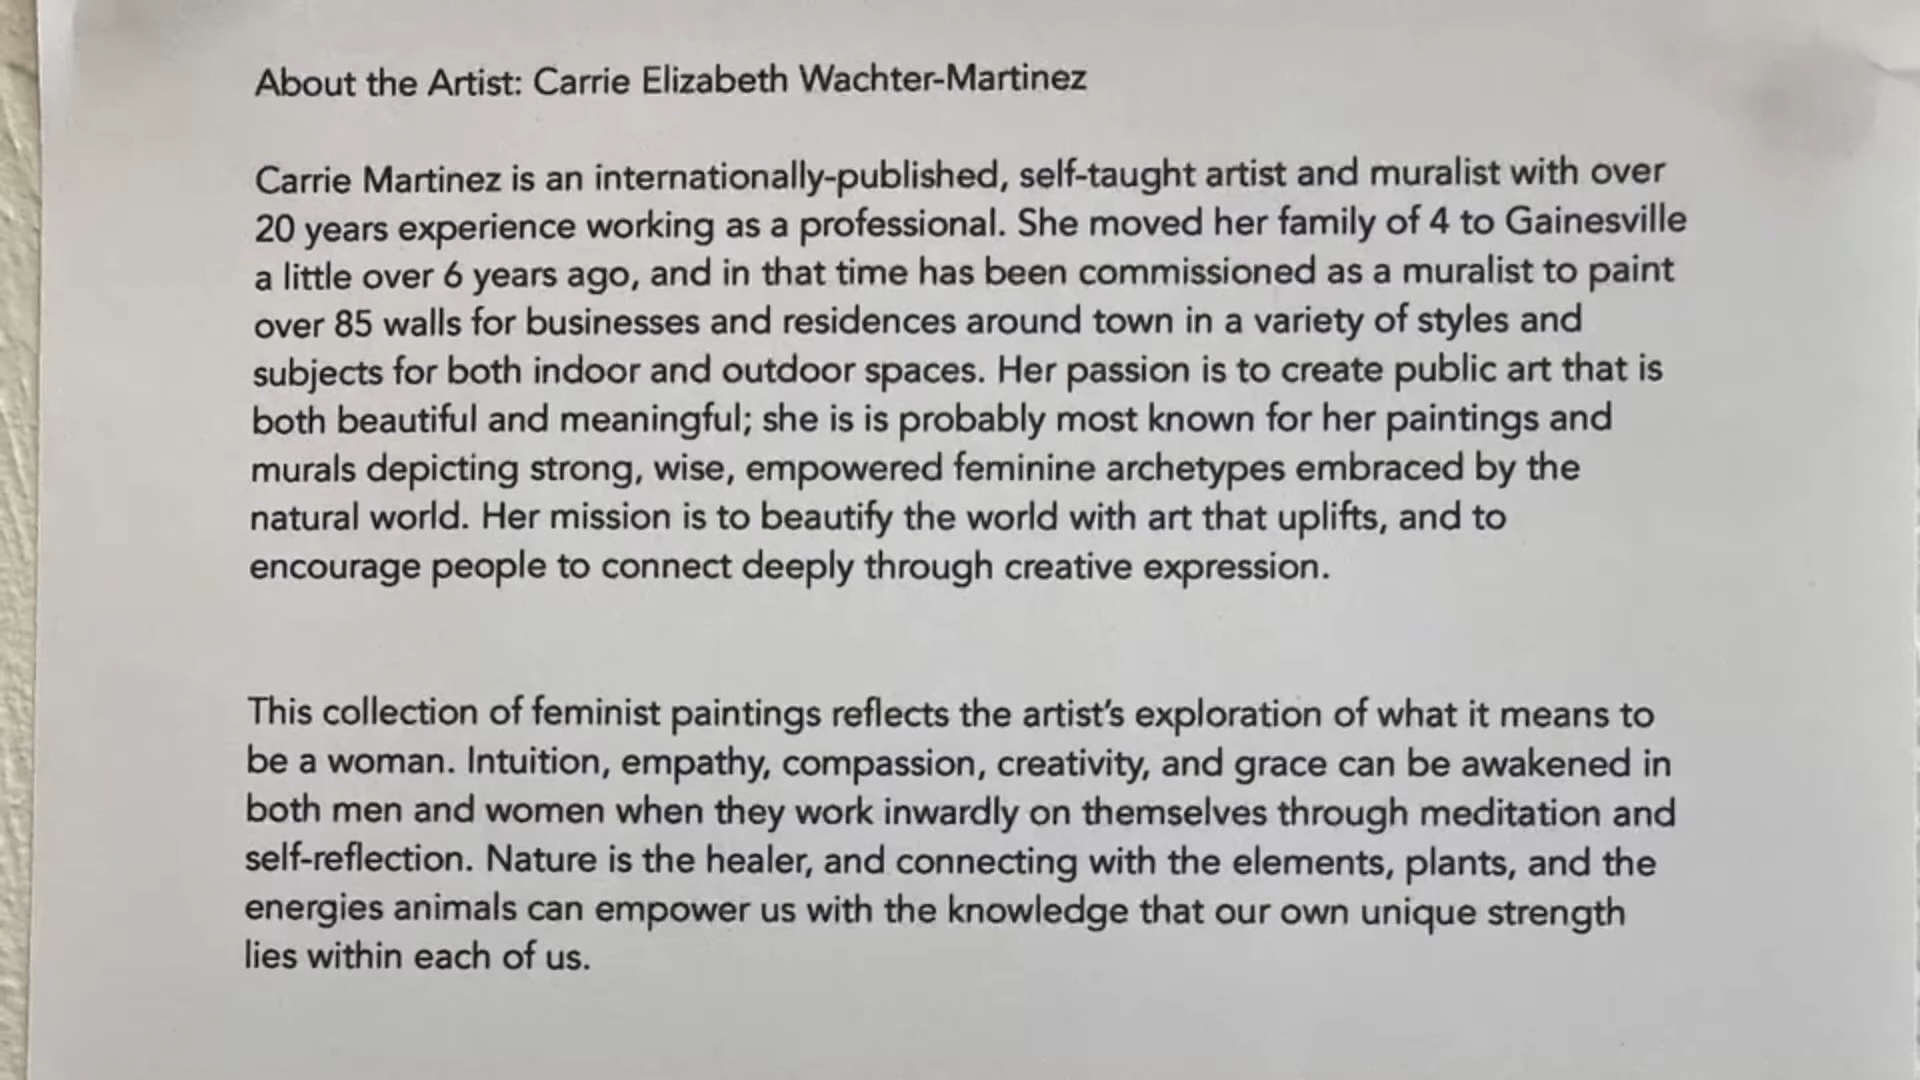 About the Artist: Carrie Elizabeth Wachter-Martinez
Carrie Martinez is an internationally-published, self-taught artist and muralist with over
20 years experience working as a professional. She moved her family of 4 to Gainesville
a little over 6 years ago, and in that time has been commissioned as a muralist to paint
over 85 walls for businesses and residences around town in a variety of styles and
subjects for both indoor and outdoor spaces. Her passion is to create public art that is
both beautiful and meaningful; she is is probably most known for her paintings and
murals depicting strong, wise, empowered feminine archetypes embraced by the
natural world. Her mission is to beautify the world with art that uplifts, and to
encourage people to connect deeply through creative expression.
This collection of feminist paintings reflects the artist's exploration of what it means to
be a woman. Intuition, empathy, compassion, creativity, and grace can be awakened in
both men and women when they work inwardly on themselves through meditation and
self-reflection. Nature is the healer, and connecting with the elements, plants, and the
energies animals can empower us with the knowledge that our own unique strength
lies within each of us.